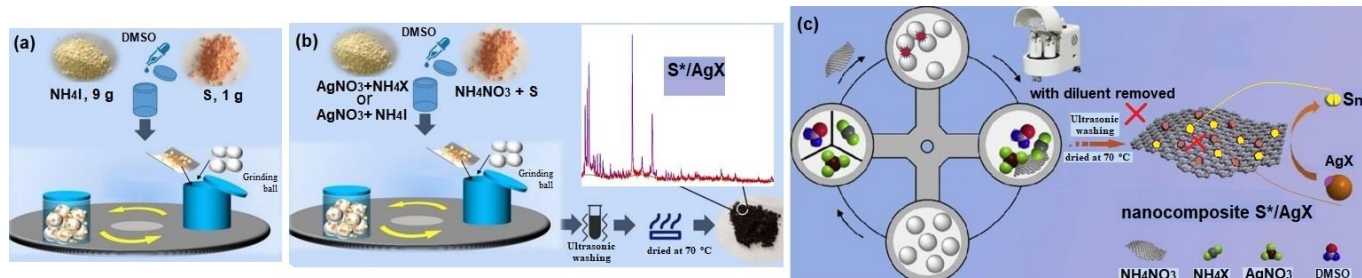 (a)
DMSO
NH4I, 9 g
S, 1 g
Grinding
ball
(b)
DMSO
AgNO3+NH4X
or
AgNO3+ NH4I
NH4NO3 + S
S*/AgX
Grinding
ball
Ultrasonic
washing
dried at 70 °C
(c)
with diluent removed
Ultrasonic
washing
dried at 70 °C
Sn
AgX
nanocomposite S*/AgX
NH4NO3
NH4X
AgNO3
DMSO